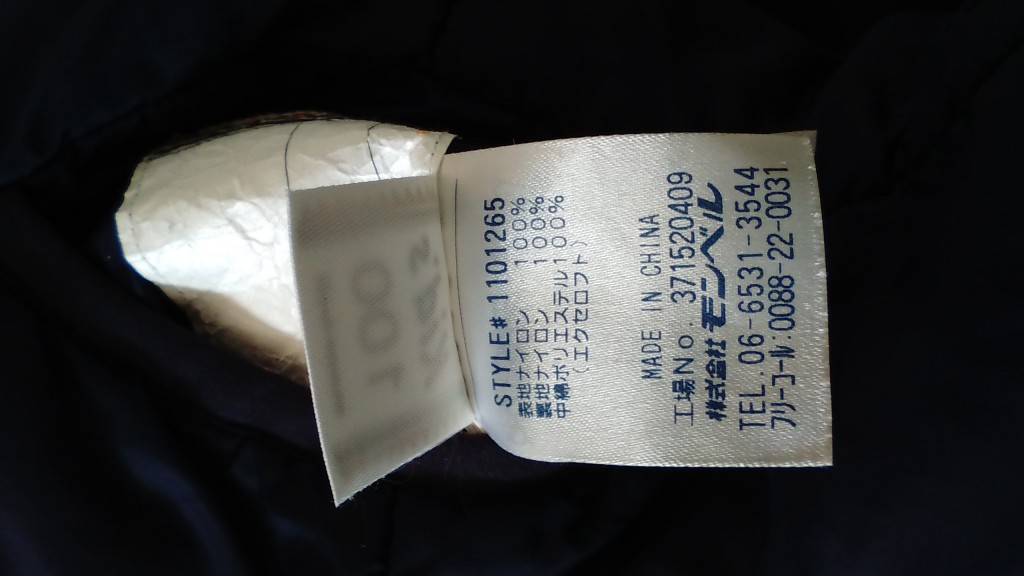 STYLE# 1101265
表地ナイロン 100%
裏地ナイロン 100%
中綿ポリエステル100%
(エクセロフト)
MADE IN CHINA
工場No. 371520409
株式会社モンベル
TEL.06-6531-3544
フリーコール:0088-22-0031